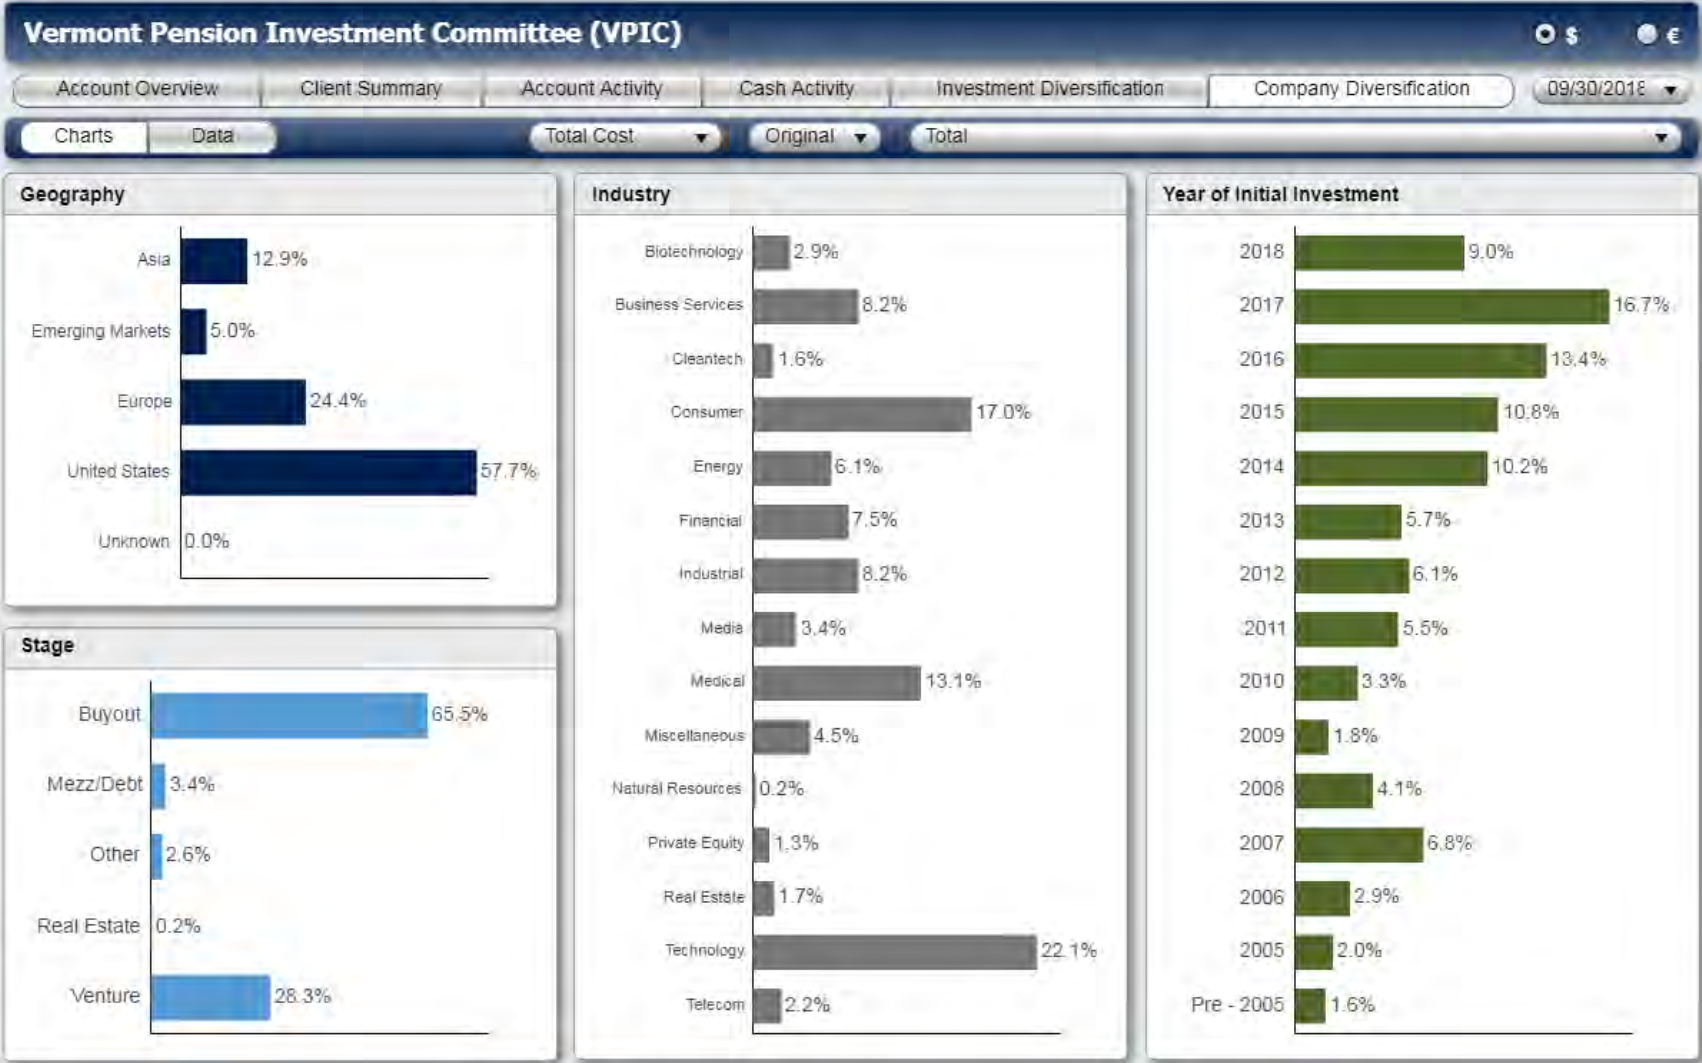 Vermont Pension Investment Committee (VPIC)
$
€
Account Overview
Client Summary
Account Activity
Cash Activity
Investment Diversification
Company Diversification
09/30/2018
Charts
Data
Total Cost
Original
Total
Geography
Asia 12.9%
Emerging Markets 5.0%
Europe 24.4%
United States 57.7%
Unknown 0.0%
Stage
Buyout 65.5%
Mezz/Debt 3.4%
Other 2.6%
Real Estate 0.2%
Venture 28.3%
Industry
Biotechnology 2.9%
Business Services 8.2%
Cleantech 1.6%
Consumer 17.0%
Energy 6.1%
Financial 7.5%
Industrial 8.2%
Media 3.4%
Medical 13.1%
Miscellaneous 4.5%
Natural Resources 0.2%
Private Equity 1.3%
Real Estate 1.7%
Technology 22.1%
Telecom 2.2%
Year of Initial Investment
2018 9.0%
2017 16.7%
2016 13.4%
2015 10.8%
2014 10.2%
2013 5.7%
2012 6.1%
2011 5.5%
2010 3.3%
2009 1.8%
2008 4.1%
2007 6.8%
2006 2.9%
2005 2.0%
Pre - 2005 1.6%